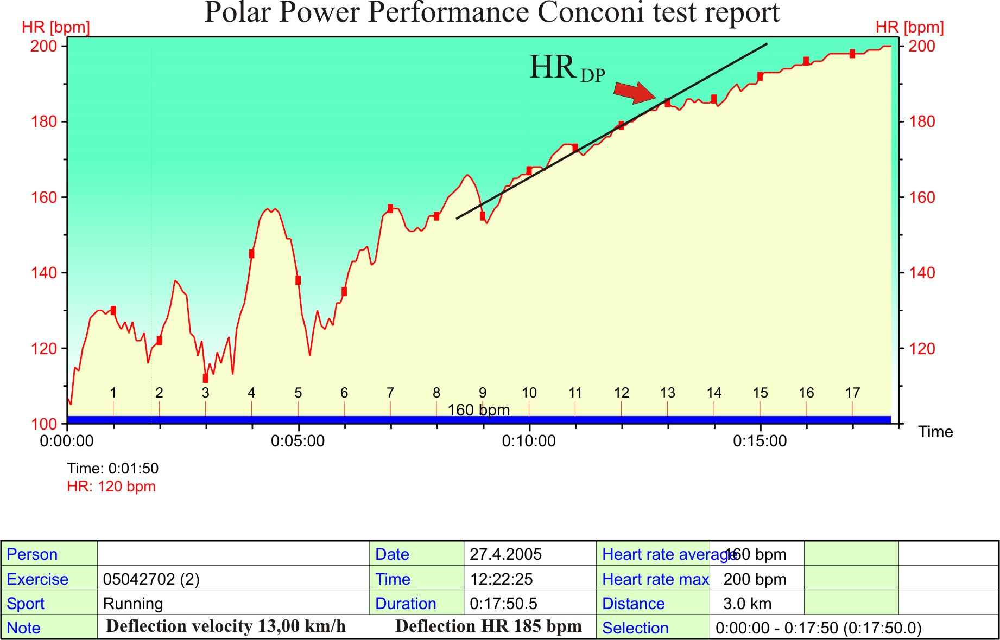 Polar Power Performance Conconi test report
HR [bpm] HR [bpm]
200 200
HR DP
180 180
160 160
140 140
120 120
1 2 3 4 5 6 7 8 9 10 11 12 13 14 15 16 17
160 bpm
100
0:00:00 0:05:00 0:10:00 0:15:00 Time
Time: 0:01:50
HR: 120 bpm
Person Date 27.4.2005 Heart rate average 160 bpm
Exercise 05042702 (2) Time 12:22:25 Heart rate max 200 bpm
Sport Running Duration 0:17:50.5 Distance 3.0 km
Note Deflection velocity 13,00 km/h Deflection HR 185 bpm Selection 0:00:00 - 0:17:50 (0:17:50.0)